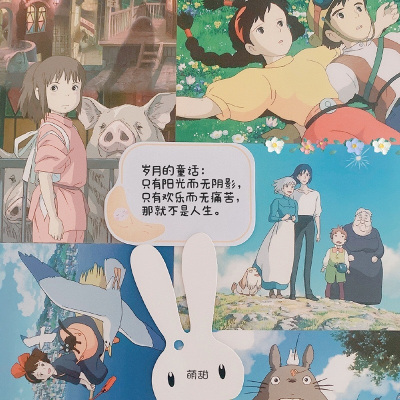 岁月的童话:
只有阳光而无阴影,
只有欢乐而无痛苦,
那就不是人生。
萌甜